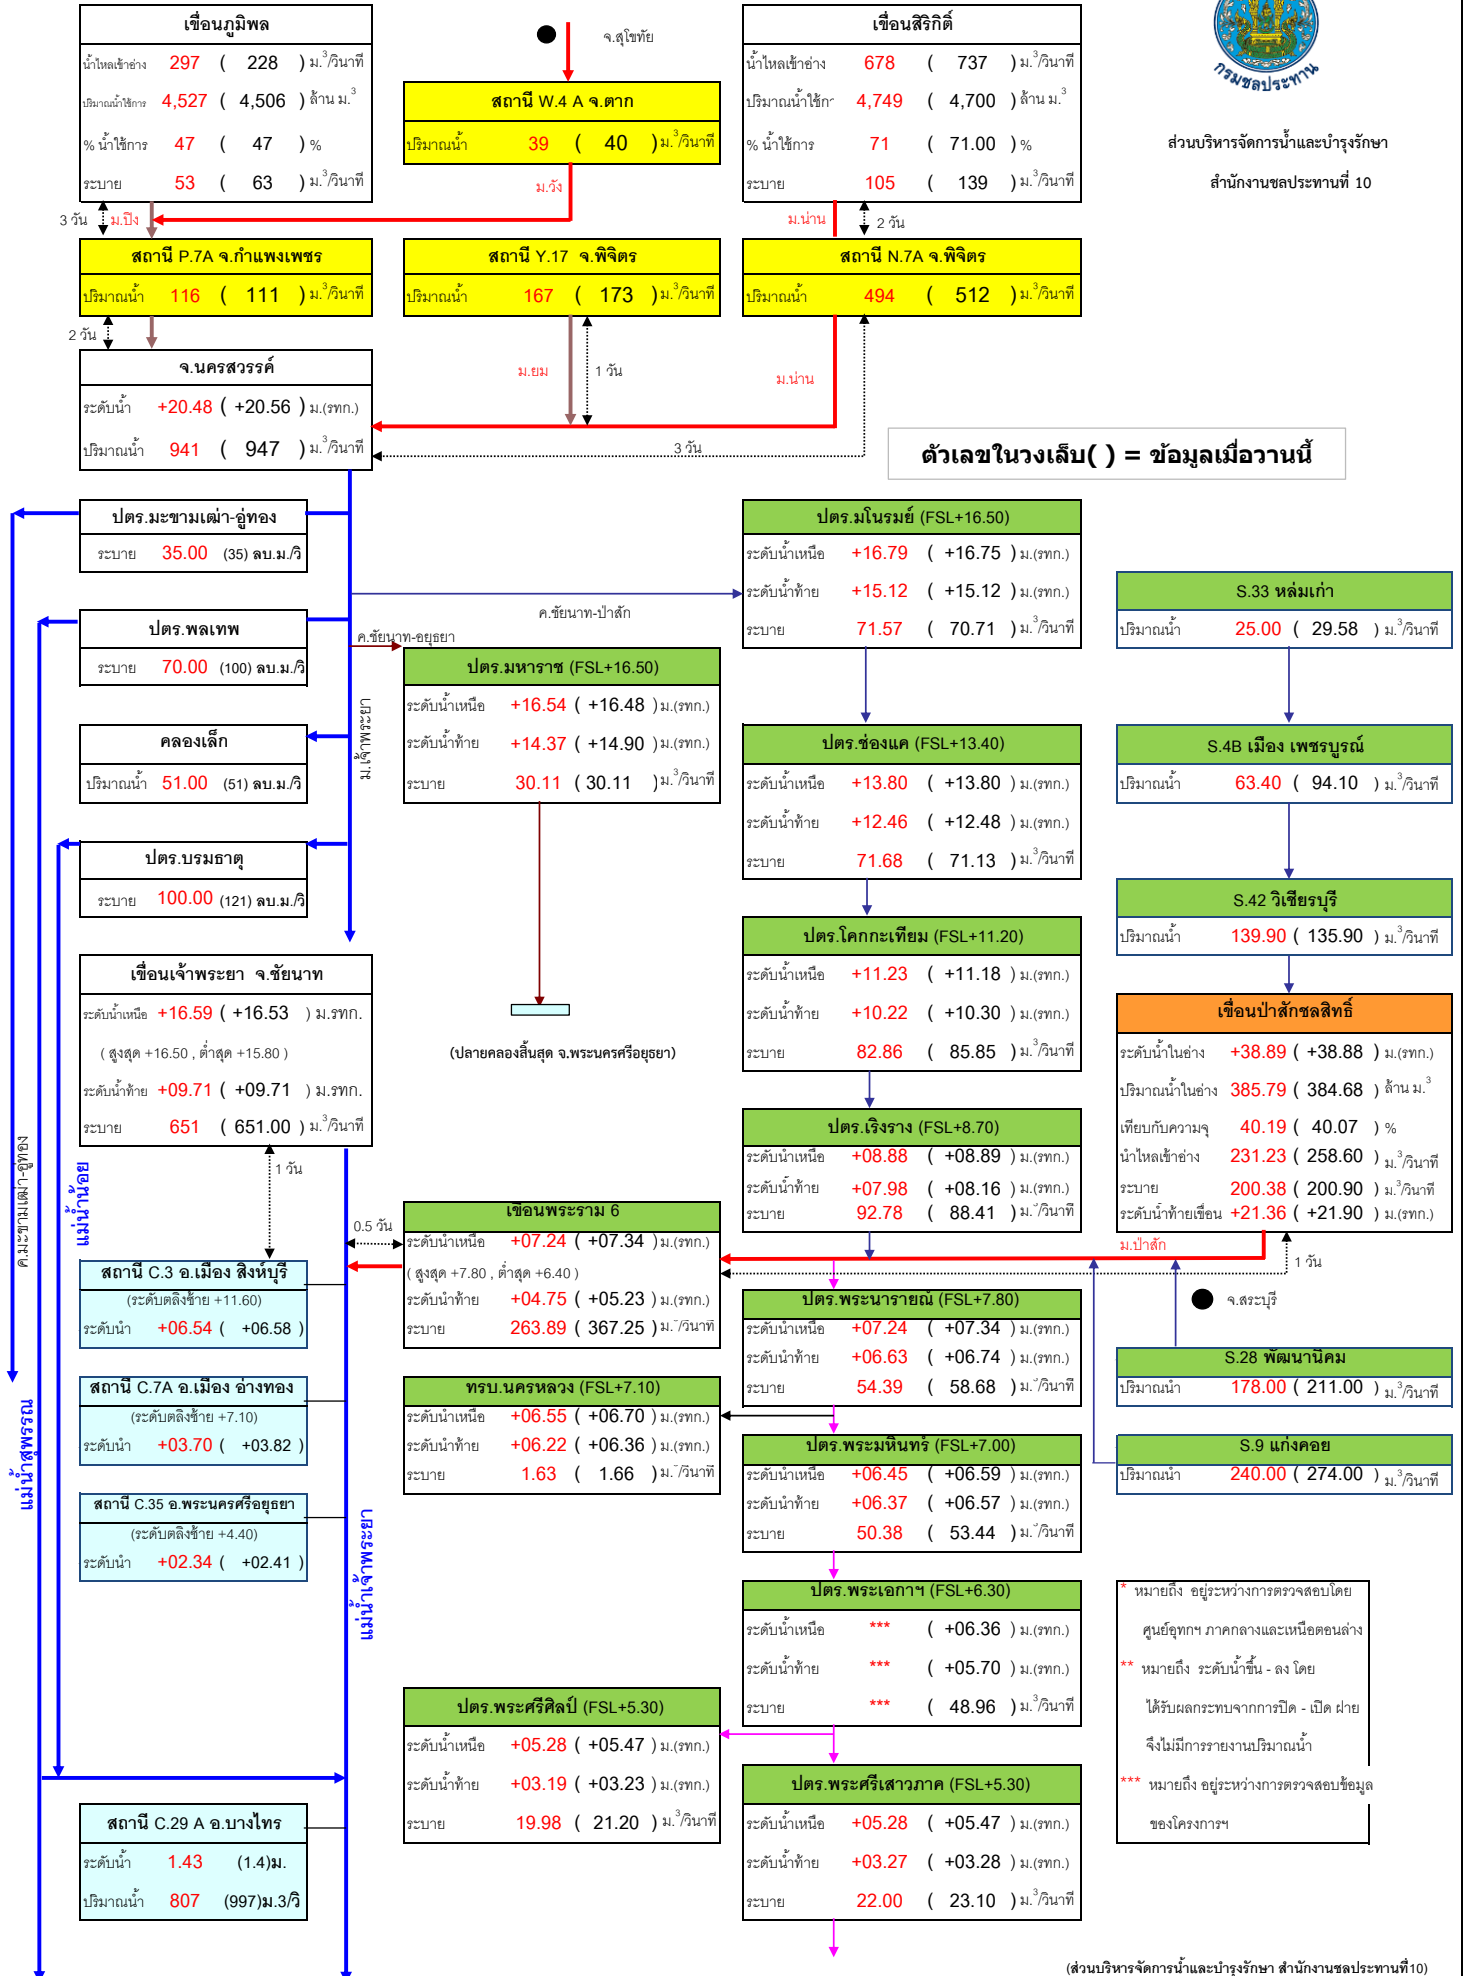 เขื่อนภูมิพล
น้ำไหลเข้าอ่าง 297 ( 228 ) ม.³/วินาที
ปริมาณน้ำใช้การ 4,527 ( 4,506 ) ล้าน ม.³
% น้ำใช้การ 47 ( 47 ) %
ระบาย 53 ( 63 ) ม.³/วินาที
จ.สุโขทัย
สถานี W.4 A จ.ตาก
ปริมาณน้ำ 39 ( 40 ) ม.³/วินาที
เขื่อนสิริกิติ์
น้ำไหลเข้าอ่าง 678 ( 737 ) ม.³/วินาที
ปริมาณน้ำใช้กา 4,749 ( 4,700 ) ล้าน ม.³
% น้ำใช้การ 71 ( 71.00 ) %
ระบาย 105 ( 139 ) ม.³/วินาที
กรมชลประทาน
ส่วนบริหารจัดการน้ำและบำรุงรักษา
สำนักงานชลประทานที่ 10
3 วัน ม.ปิง
ม.วัง
ม.น่าน 2 วัน
สถานี P.7A จ.กำแพงเพชร
ปริมาณน้ำ 116 ( 111 ) ม.³/วินาที
สถานี Y.17 จ.พิจิตร
ปริมาณน้ำ 167 ( 173 ) ม.³/วินาที
สถานี N.7A จ.พิจิตร
ปริมาณน้ำ 494 ( 512 ) ม.³/วินาที
2 วัน
ม.ยม 1 วัน
ม.น่าน
จ.นครสวรรค์
ระดับน้ำ +20.48 ( +20.56 ) ม.(รทก.)
ปริมาณน้ำ 941 ( 947 ) ม.³/วินาที
3 วัน
ตัวเลขในวงเล็บ( ) = ข้อมูลเมื่อวานนี้
ปตร.มะขามเฒ่า-อู่ทอง
ระบาย 35.00 (35) ลบ.ม./วิ
ปตร.พลเทพ
ระบาย 70.00 (100) ลบ.ม./วิ
คลองเล็ก
ปริมาณน้ำ 51.00 (51) ลบ.ม./วิ
ปตร.บรมธาตุ
ระบาย 100.00 (121) ลบ.ม./วิ
ม.เจ้าพระยา
ค.ชัยนาท-ป่าสัก
ค.ชัยนาท-อยุธยา
ปตร.มหาราช (FSL+16.50)
ระดับน้ำเหนือ +16.54 ( +16.48 ) ม.(รทก.)
ระดับน้ำท้าย +14.37 ( +14.90 ) ม.(รทก.)
ระบาย 30.11 ( 30.11 ) ม.³/วินาที
(ปลายคลองสิ้นสุด จ.พระนครศรีอยุธยา)
ปตร.มโนรมย์ (FSL+16.50)
ระดับน้ำเหนือ +16.79 ( +16.75 ) ม.(รทก.)
ระดับน้ำท้าย +15.12 ( +15.12 ) ม.(รทก.)
ระบาย 71.57 ( 70.71 ) ม.³/วินาที
ปตร.ช่องแค (FSL+13.40)
ระดับน้ำเหนือ +13.80 ( +13.80 ) ม.(รทก.)
ระดับน้ำท้าย +12.46 ( +12.48 ) ม.(รทก.)
ระบาย 71.68 ( 71.13 ) ม.³/วินาที
ปตร.โคกกะเทียม (FSL+11.20)
ระดับน้ำเหนือ +11.23 ( +11.18 ) ม.(รทก.)
ระดับน้ำท้าย +10.22 ( +10.30 ) ม.(รทก.)
ระบาย 82.86 ( 85.85 ) ม.³/วินาที
ปตร.เริงราง (FSL+8.70)
ระดับน้ำเหนือ +08.88 ( +08.89 ) ม.(รทก.)
ระดับน้ำท้าย +07.98 ( +08.16 ) ม.(รทก.)
ระบาย 92.78 ( 88.41 ) ม.³/วินาที
S.33 หล่มเก่า
ปริมาณน้ำ 25.00 ( 29.58 ) ม.³/วินาที
S.4B เมือง เพชรบูรณ์
ปริมาณน้ำ 63.40 ( 94.10 ) ม.³/วินาที
S.42 วิเชียรบุรี
ปริมาณน้ำ 139.90 ( 135.90 ) ม.³/วินาที
เขื่อนป่าสักชลสิทธิ์
ระดับน้ำในอ่าง +38.89 ( +38.88 ) ม.(รทก.)
ปริมาณน้ำในอ่าง 385.79 ( 384.68 ) ล้าน ม.³
เทียบกับความจุ 40.19 ( 40.07 ) %
น้ำไหลเข้าอ่าง 231.23 ( 258.60 ) ม.³/วินาที
ระบาย 200.38 ( 200.90 ) ม.³/วินาที
ระดับน้ำท้ายเขื่อน +21.36 ( +21.90 ) ม.(รทก.)
เขื่อนเจ้าพระยา จ.ชัยนาท
ระดับน้ำเหนือ +16.59 ( +16.53 ) ม.รทก.
( สูงสุด +16.50 , ต่ำสุด +15.80 )
ระดับน้ำท้าย +09.71 ( +09.71 ) ม.รทก.
ระบาย 651 ( 651.00 ) ม.³/วินาที
ค.มะขามเฒ่า-อู่ทอง
แม่น้ำน้อย
1 วัน
0.5 วัน
เขื่อนพระราม 6
ระดับน้ำเหนือ +07.24 ( +07.34 ) ม.(รทก.)
( สูงสุด +7.80 , ต่ำสุด +6.40 )
ระดับน้ำท้าย +04.75 ( +05.23 ) ม.(รทก.)
ระบาย 263.89 ( 367.25 ) ม.³/วินาที
ม.ป่าสัก
1 วัน
จ.สระบุรี
สถานี C.3 อ.เมือง สิงห์บุรี
(ระดับตลิ่งซ้าย +11.60)
ระดับน้ำ +06.54 ( +06.58 )
สถานี C.7A อ.เมือง อ่างทอง
(ระดับตลิ่งซ้าย +7.10)
ระดับน้ำ +03.70 ( +03.82 )
สถานี C.35 อ.พระนครศรีอยุธยา
(ระดับตลิ่งซ้าย +4.40)
ระดับน้ำ +02.34 ( +02.41 )
แม่น้ำสุพรรณ
แม่น้ำเจ้าพระยา
ปตร.พระนารายณ์ (FSL+7.80)
ระดับน้ำเหนือ +07.24 ( +07.34 ) ม.(รทก.)
ระดับน้ำท้าย +06.63 ( +06.74 ) ม.(รทก.)
ระบาย 54.39 ( 58.68 ) ม.³/วินาที
ทรบ.นครหลวง (FSL+7.10)
ระดับน้ำเหนือ +06.55 ( +06.70 ) ม.(รทก.)
ระดับน้ำท้าย +06.22 ( +06.36 ) ม.(รทก.)
ระบาย 1.63 ( 1.66 ) ม.³/วินาที
ปตร.พระมหินทร์ (FSL+7.00)
ระดับน้ำเหนือ +06.45 ( +06.59 ) ม.(รทก.)
ระดับน้ำท้าย +06.37 ( +06.57 ) ม.(รทก.)
ระบาย 50.38 ( 53.44 ) ม.³/วินาที
S.28 พัฒนานิคม
ปริมาณน้ำ 178.00 ( 211.00 ) ม.³/วินาที
S.9 แก่งคอย
ปริมาณน้ำ 240.00 ( 274.00 ) ม.³/วินาที
ปตร.พระเอกาฯ (FSL+6.30)
ระดับน้ำเหนือ *** ( +06.36 ) ม.(รทก.)
ระดับน้ำท้าย *** ( +05.70 ) ม.(รทก.)
ระบาย *** ( 48.96 ) ม.³/วินาที
ปตร.พระศรีศิลป์ (FSL+5.30)
ระดับน้ำเหนือ +05.28 ( +05.47 ) ม.(รทก.)
ระดับน้ำท้าย +03.19 ( +03.23 ) ม.(รทก.)
ระบาย 19.98 ( 21.20 ) ม.³/วินาที
ปตร.พระศรีเสาวภาค (FSL+5.30)
ระดับน้ำเหนือ +05.28 ( +05.47 ) ม.(รทก.)
ระดับน้ำท้าย +03.27 ( +03.28 ) ม.(รทก.)
ระบาย 22.00 ( 23.10 ) ม.³/วินาที
* หมายถึง อยู่ระหว่างการตรวจสอบโดย
ศูนย์อุทกฯ ภาคกลางและเหนือตอนล่าง
** หมายถึง ระดับน้ำขึ้น - ลง โดย
ได้รับผลกระทบจากการปิด - เปิด ฝาย
จึงไม่มีการรายงานปริมาณน้ำ
*** หมายถึง อยู่ระหว่างการตรวจสอบข้อมูล
ของโครงการฯ
สถานี C.29 A อ.บางไทร
ระดับน้ำ 1.43 (1.4)ม.
ปริมาณน้ำ 807 (997)ม.3/วิ
(ส่วนบริหารจัดการน้ำและบำรุงรักษา สำนักงานชลประทานที่10)